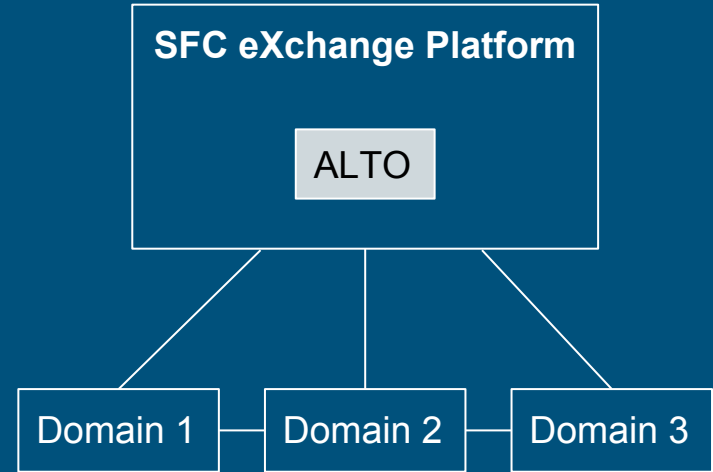 SFC eXchange Platform
ALTO
Domain 1
Domain 2
Domain 3